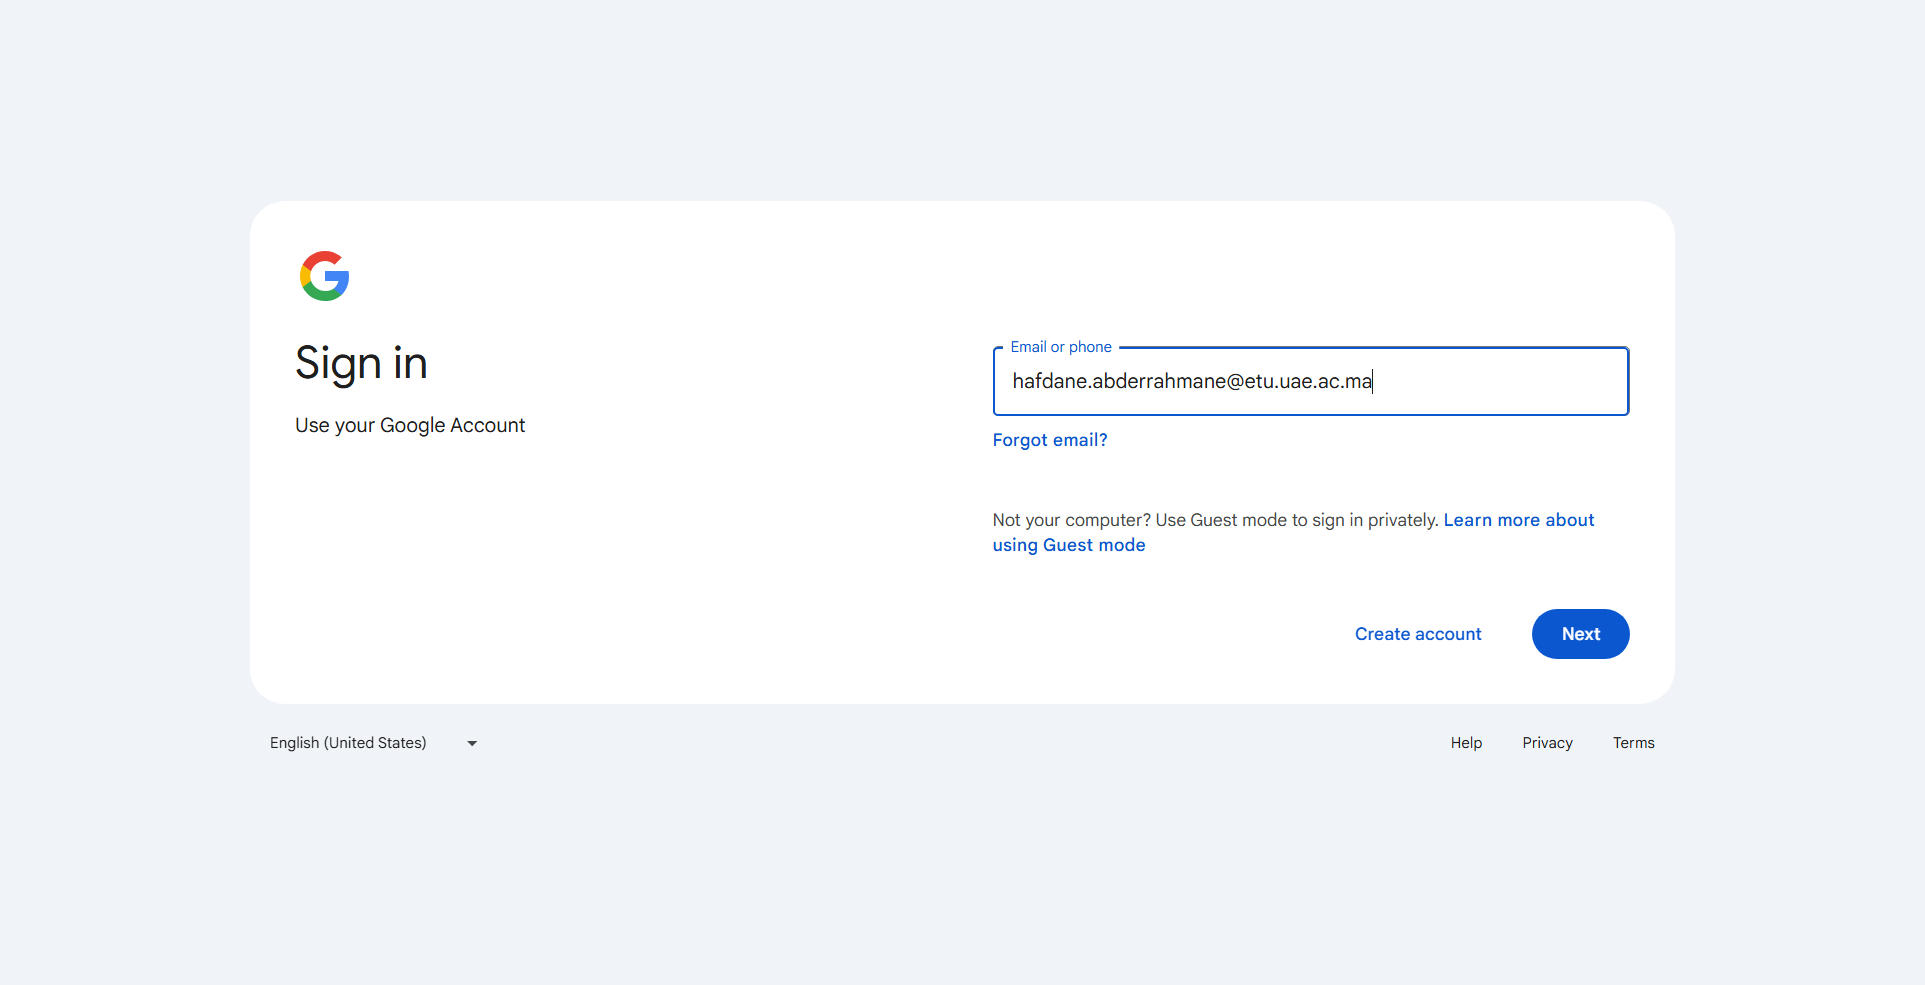 Sign in
Use your Google Account
Email or phone
hafdane.abderrahmane@etu.uae.ac.ma
Forgot email?
Not your computer? Use Guest mode to sign in privately. Learn more about
using Guest mode
Create account
Next
English (United States)
Help
Privacy
Terms